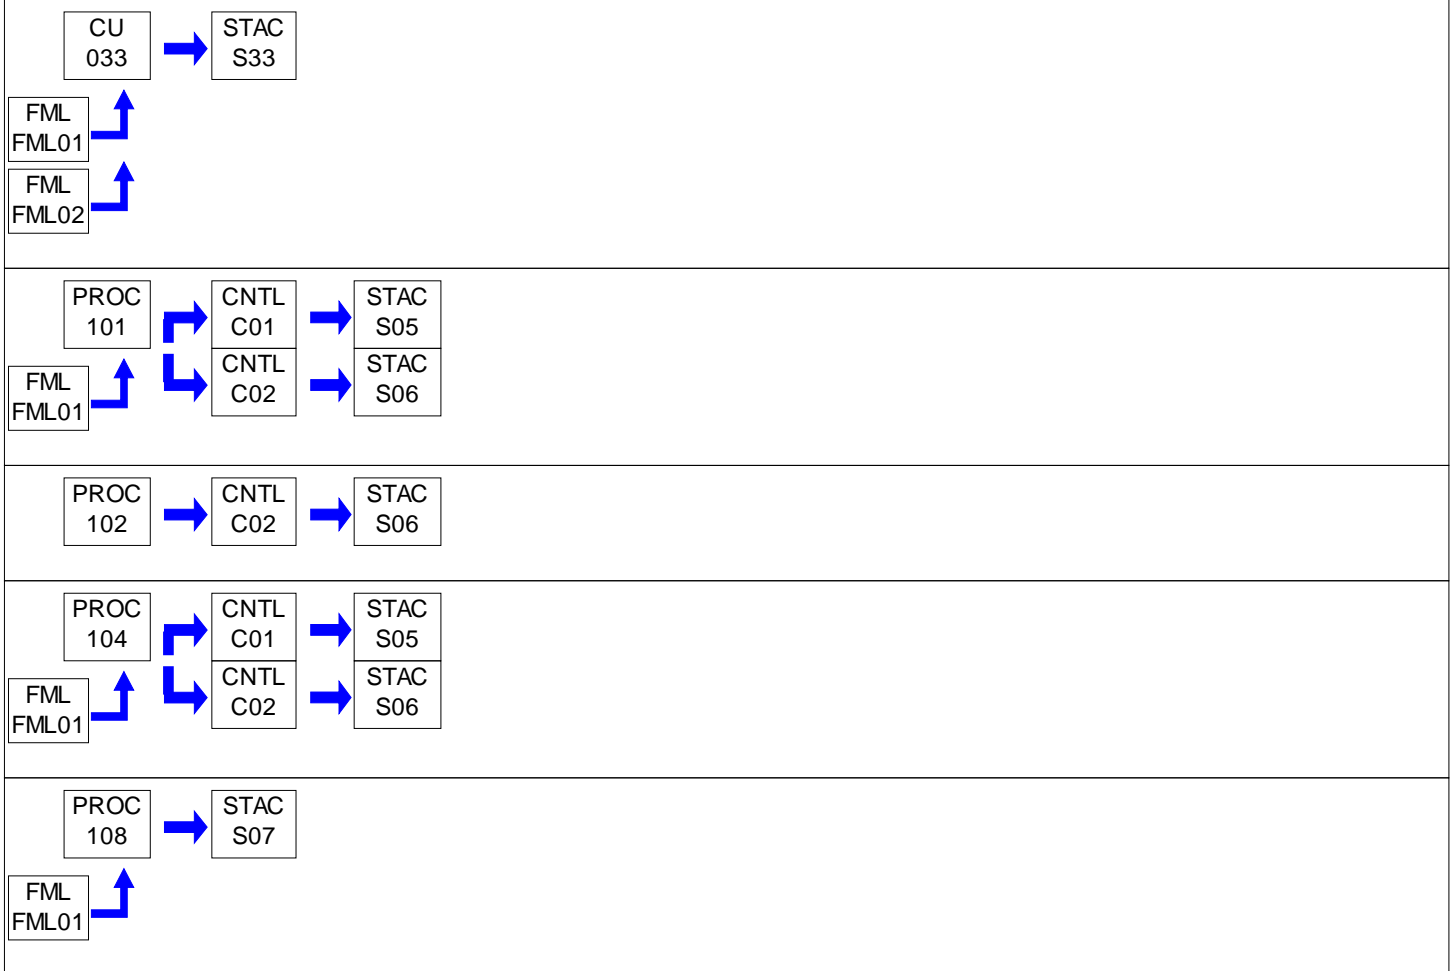 CU
033
STAC
S33
FML
FML01
FML
FML02
PROC
101
CNTL
C01
STAC
S05
CNTL
C02
STAC
S06
FML
FML01
PROC
102
CNTL
C02
STAC
S06
PROC
104
CNTL
C01
STAC
S05
CNTL
C02
STAC
S06
FML
FML01
PROC
108
STAC
S07
FML
FML01